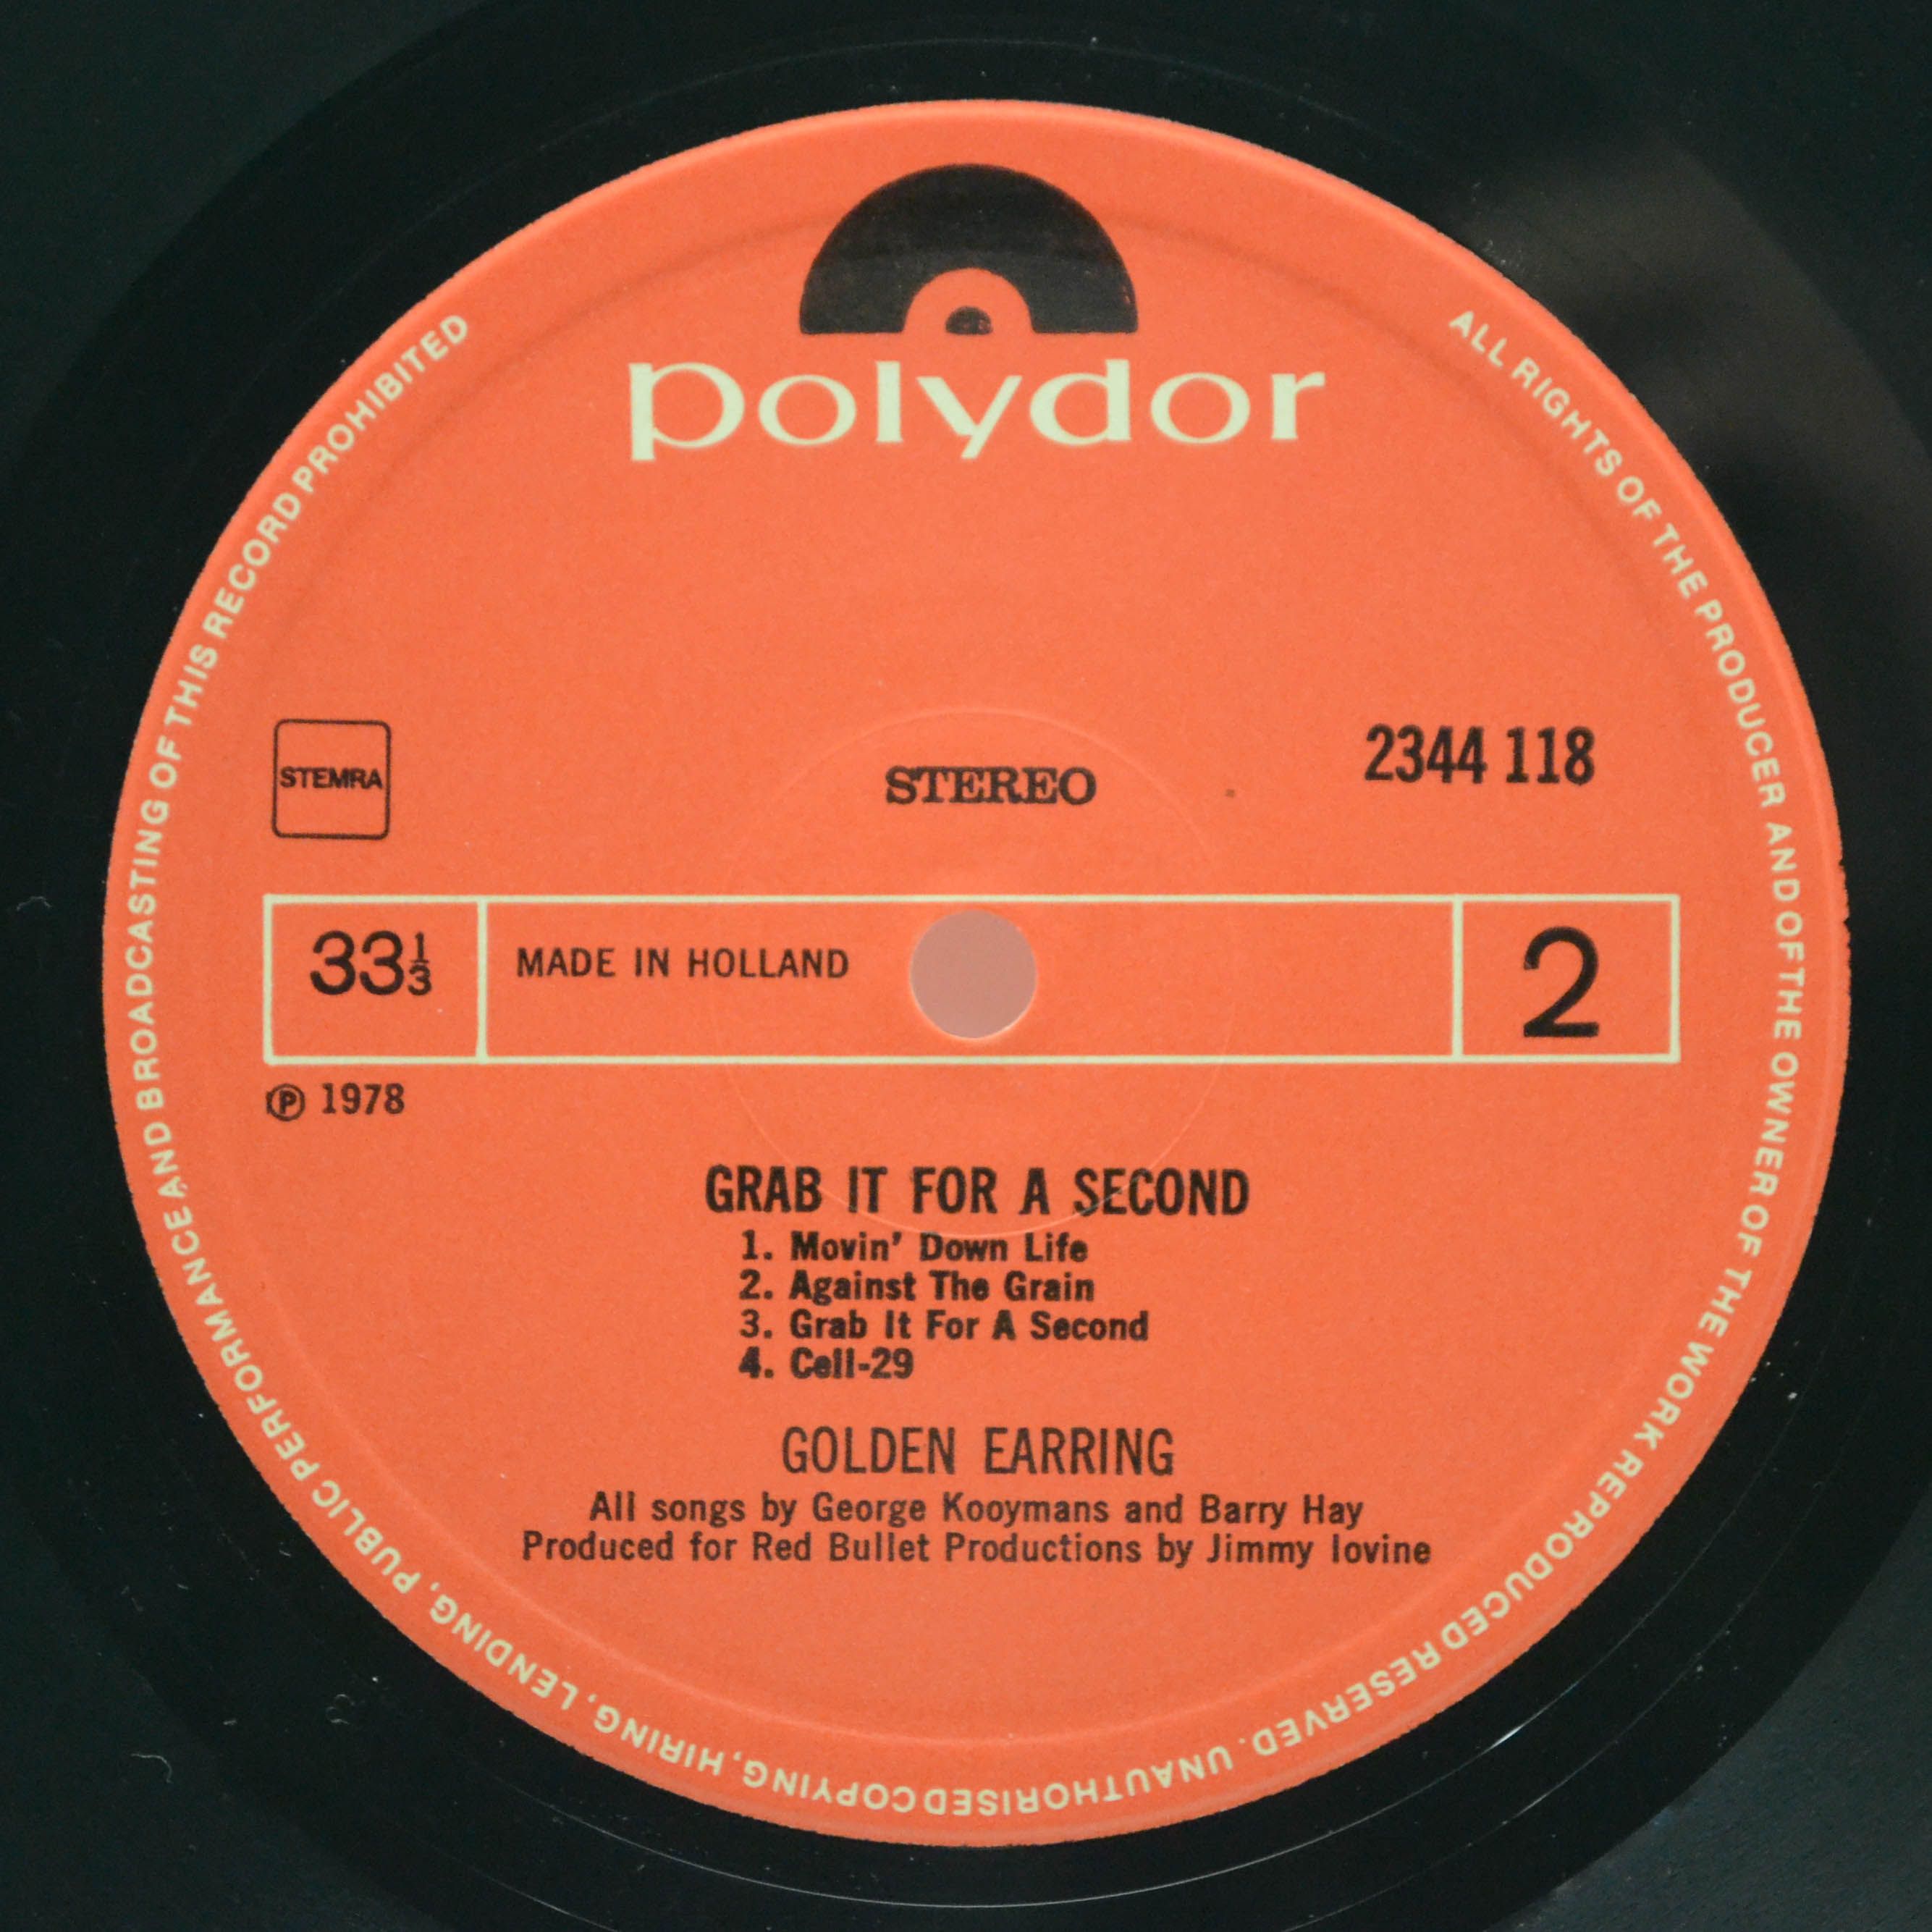 polydor
STEMRA
STEREO
2344 118
33⅓
MADE IN HOLLAND
2
℗ 1978
GRAB IT FOR A SECOND
1. Movin' Down Life
2. Against The Grain
3. Grab It For A Second
4. Cell-29
GOLDEN EARRING
All songs by George Kooymans and Barry Hay
Produced for Red Bullet Productions by Jimmy Iovine
ALL RIGHTS OF THE PRODUCER AND OF THE OWNER OF THE WORK REPRODUCED RESERVED. UNAUTHORISED COPYING, HIRING, LENDING, PUBLIC PERFORMANCE AND BROADCASTING OF THIS RECORD PROHIBITED